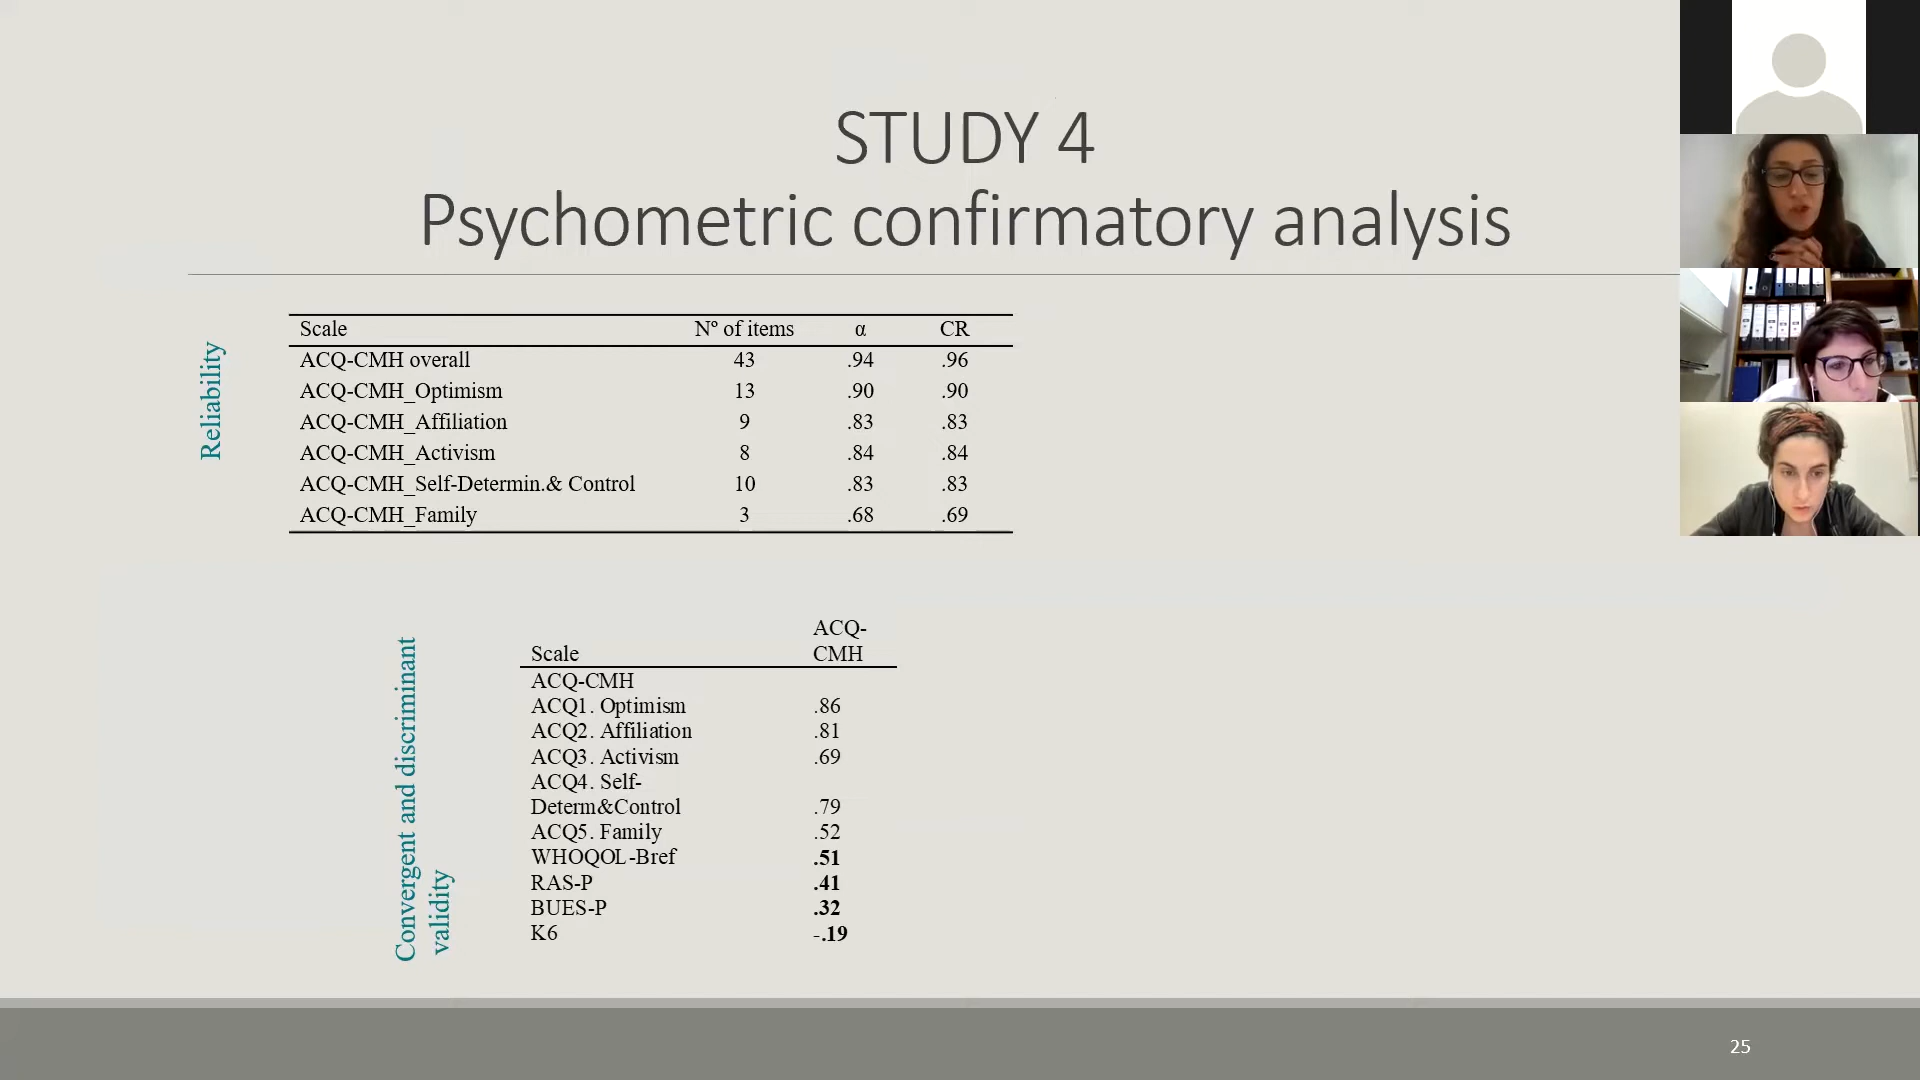 STUDY 4
Psychometric confirmatory analysis
Reliability
Scale Nº of items α CR
ACQ-CMH overall 43 .94 .96
ACQ-CMH_Optimism 13 .90 .90
ACQ-CMH_Affiliation 9 .83 .83
ACQ-CMH_Activism 8 .84 .84
ACQ-CMH_Self-Determin.& Control 10 .83 .83
ACQ-CMH_Family 3 .68 .69
Convergent and discriminant
validity
ACQ-
Scale CMH
ACQ-CMH
ACQ1. Optimism .86
ACQ2. Affiliation .81
ACQ3. Activism .69
ACQ4. Self-
Determ&Control .79
ACQ5. Family .52
WHOQOL-Bref .51
RAS-P .41
BUES-P .32
K6 -.19
25